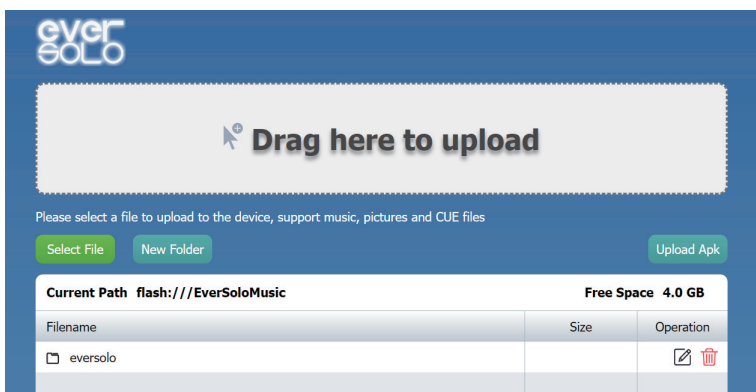 ever
SOLO
Drag here to upload
Please select a file to upload to the device, support music, pictures and CUE files
Select File New Folder Upload Apk
Current Path flash:///EverSoloMusic Free Space 4.0 GB
Filename Size Operation
eversolo